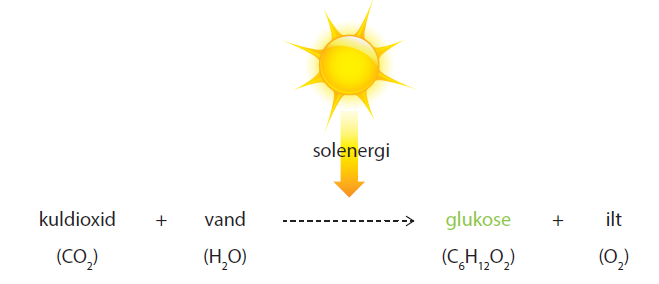 solenergi
kuldioxid + vand glukose + ilt
(CO₂) (H₂O) (C₆H₁₂O₂) (O₂)